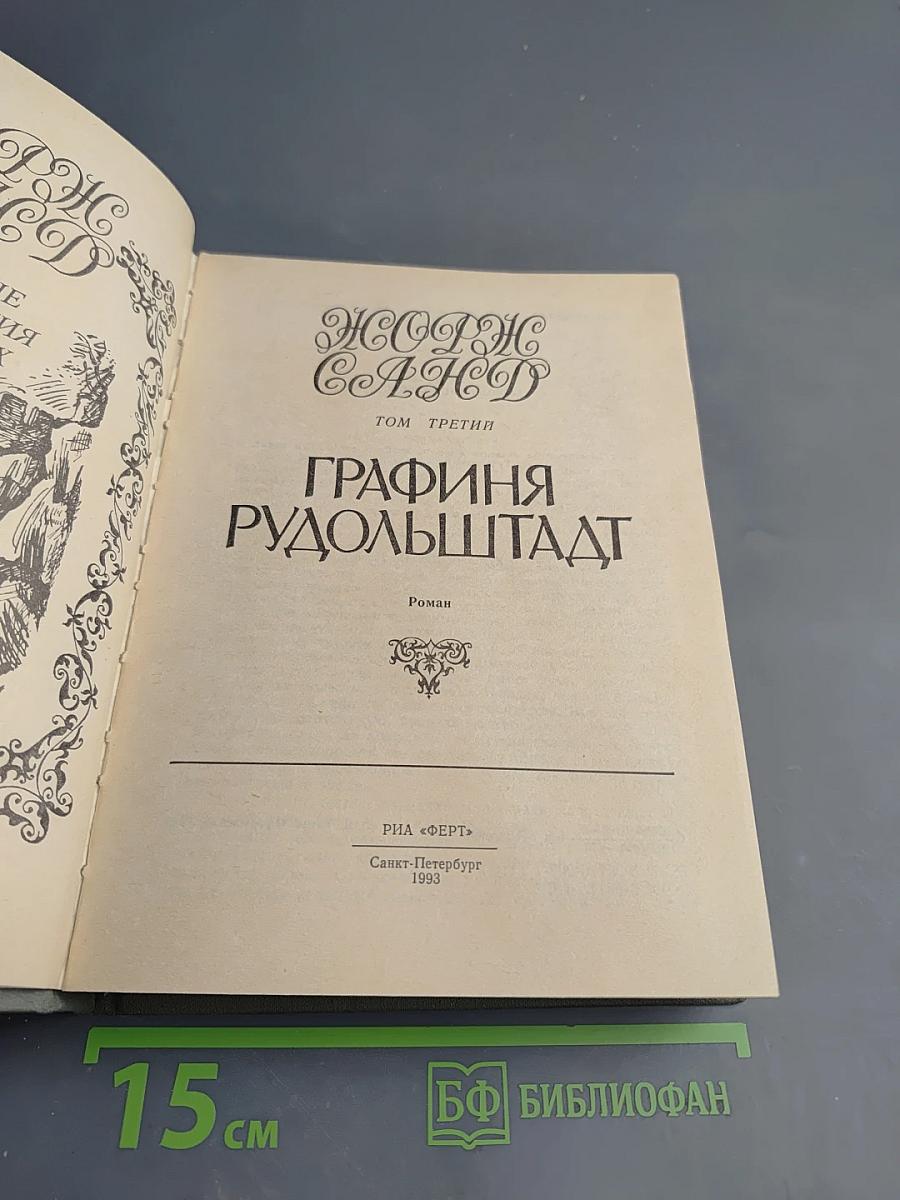 ЖОРЖ
САНД
ТОМ ТРЕТИЙ
ГРАФИНЯ
РУДОЛЬШТАДТ
Роман
РИА «ФЕРТ»
Санкт-Петербург
1993
15 см
БФ БИБЛИОФАН